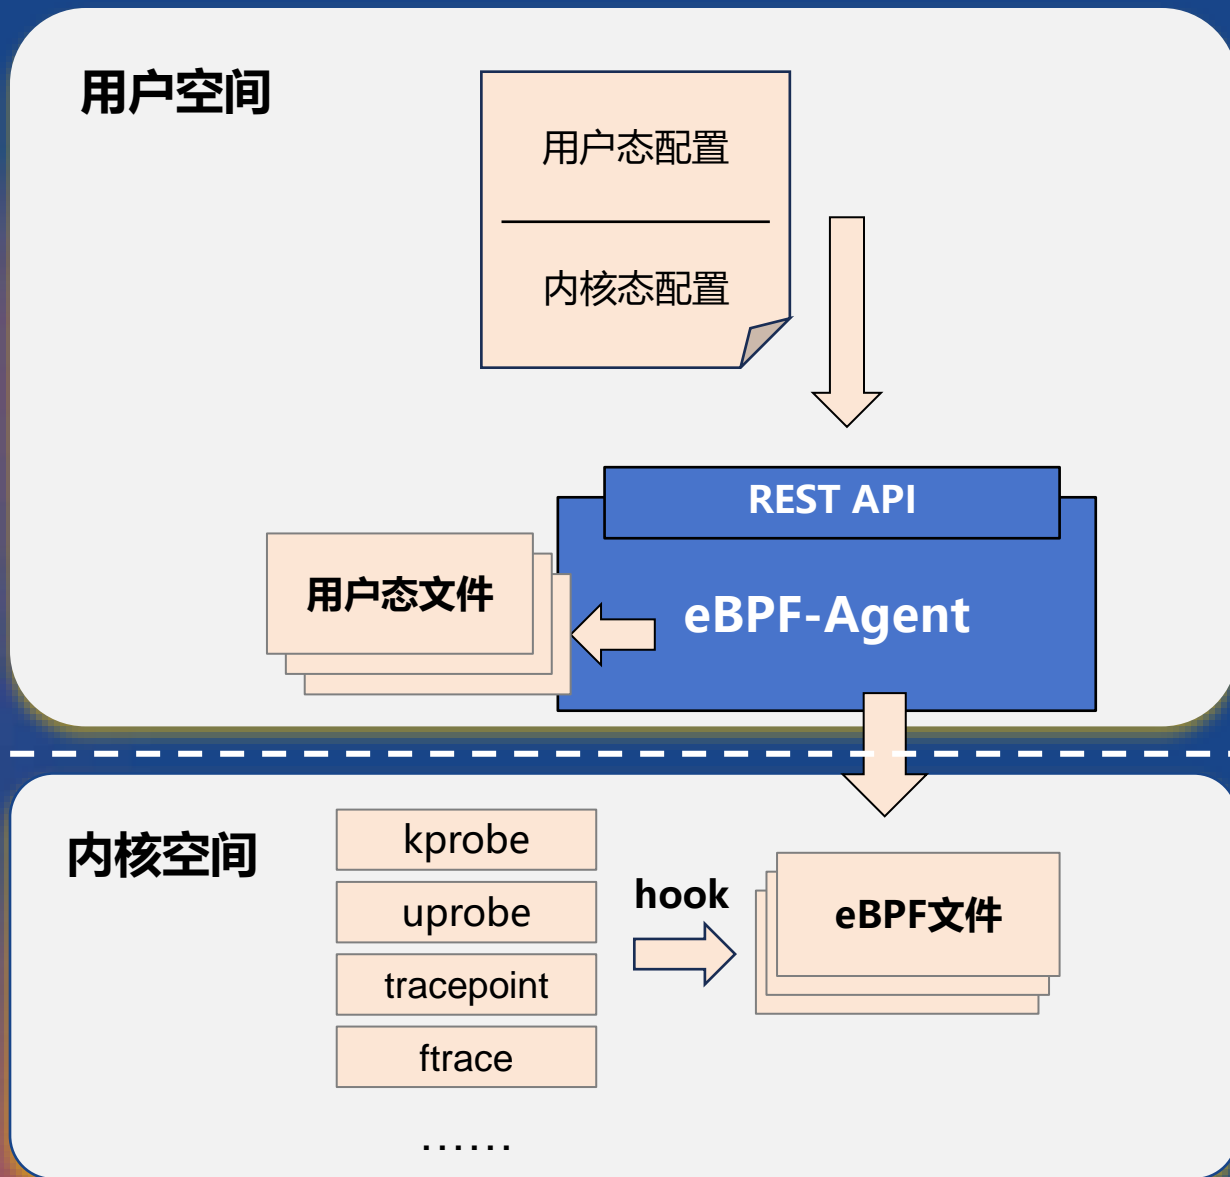 用户空间
用户态配置
内核态配置
REST API
eBPF-Agent
用户态文件
内核空间
kprobe
uprobe
tracepoint
ftrace
......
hook
eBPF文件